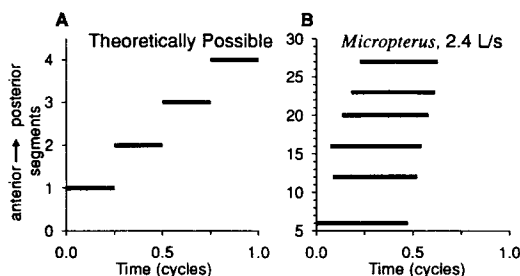 A
B
Theoretically Possible
Micropterus, 2.4 L/s
anterior → posterior
segments
4
3
2
1
0.0 0.5 1.0
Time (cycles)
30
25
20
15
10
5
0.0 0.5 1.0
Time (cycles)